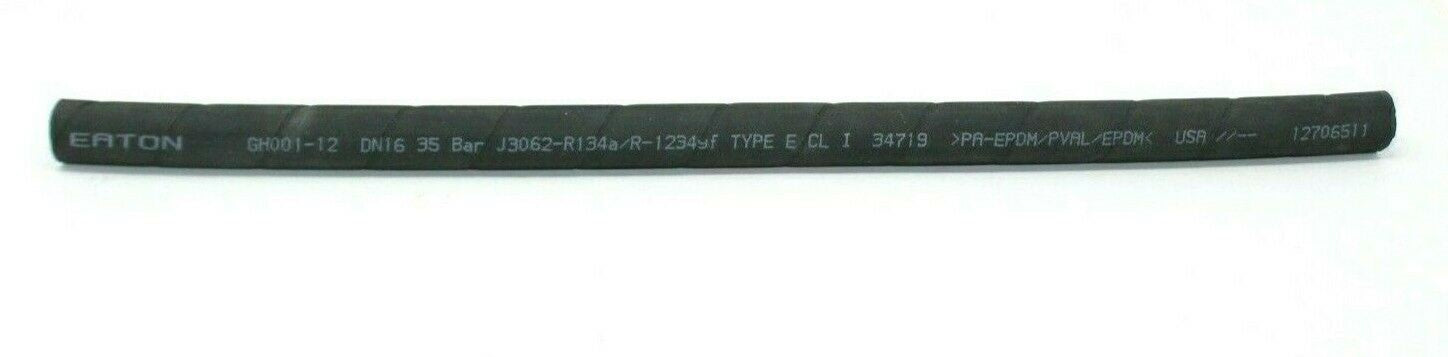 EATON GH001-12 DN16 35 Bar J3062-R134a/R-1234yf TYPE E CL I 34719 >PA-EPDM/PVAL/EPDM< USA //-- 12706511